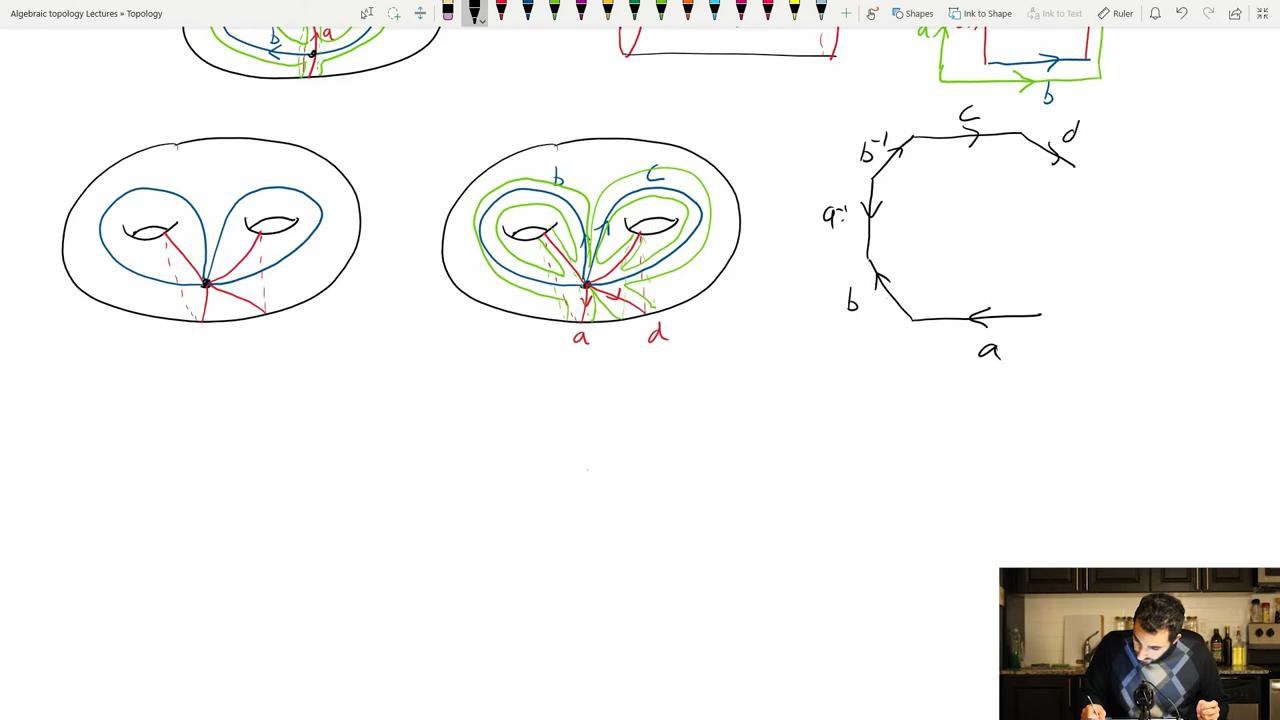 Algebraic topology Lectures » Topology
Shapes
Ink to Shape
Ink to Text
Ruler
b
a
a
b
b
c
a
d
c
d
b⁻¹
a⁻¹
b
a